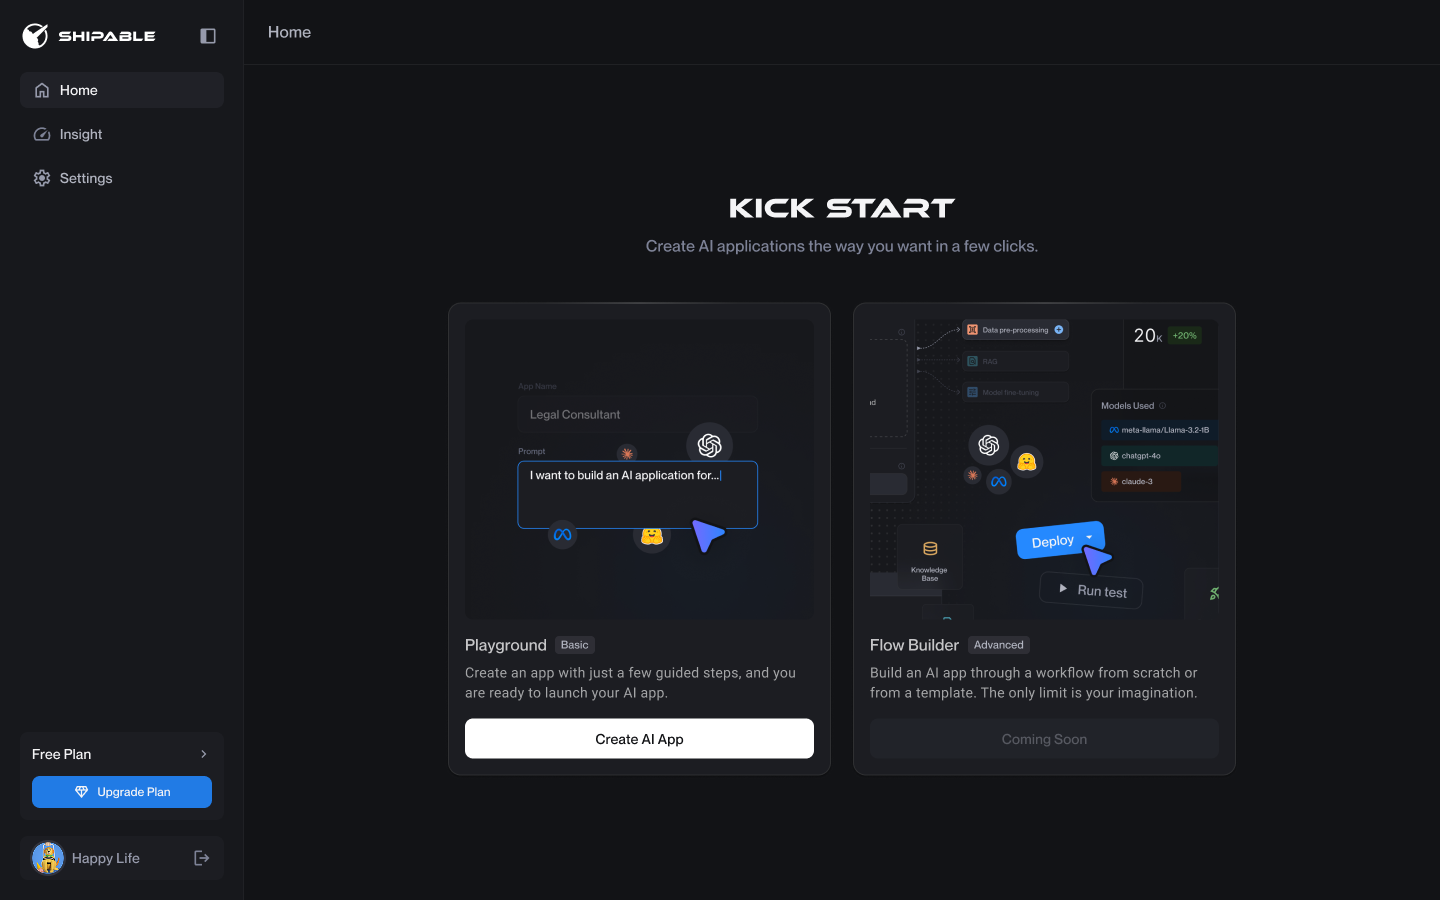 SHIPABLE
Home
Insight
Settings
Free Plan
Upgrade Plan
Happy Life
Home
KICK START
Create AI applications the way you want in a few clicks.
App Name
Legal Consultant
Prompt
I want to build an AI application for...
Playground Basic
Create an app with just a few guided steps, and you
are ready to launch your AI app.
Create AI App
Data pre-processing
RAG
Model fine-tuning
nd
20K +20%
Models Used
meta-llama/Llama-3.2-1B
chatgpt-4o
claude-3
Knowledge
Base
Deploy
Run test
Flow Builder Advanced
Build an AI app through a workflow from scratch or
from a template. The only limit is your imagination.
Coming Soon